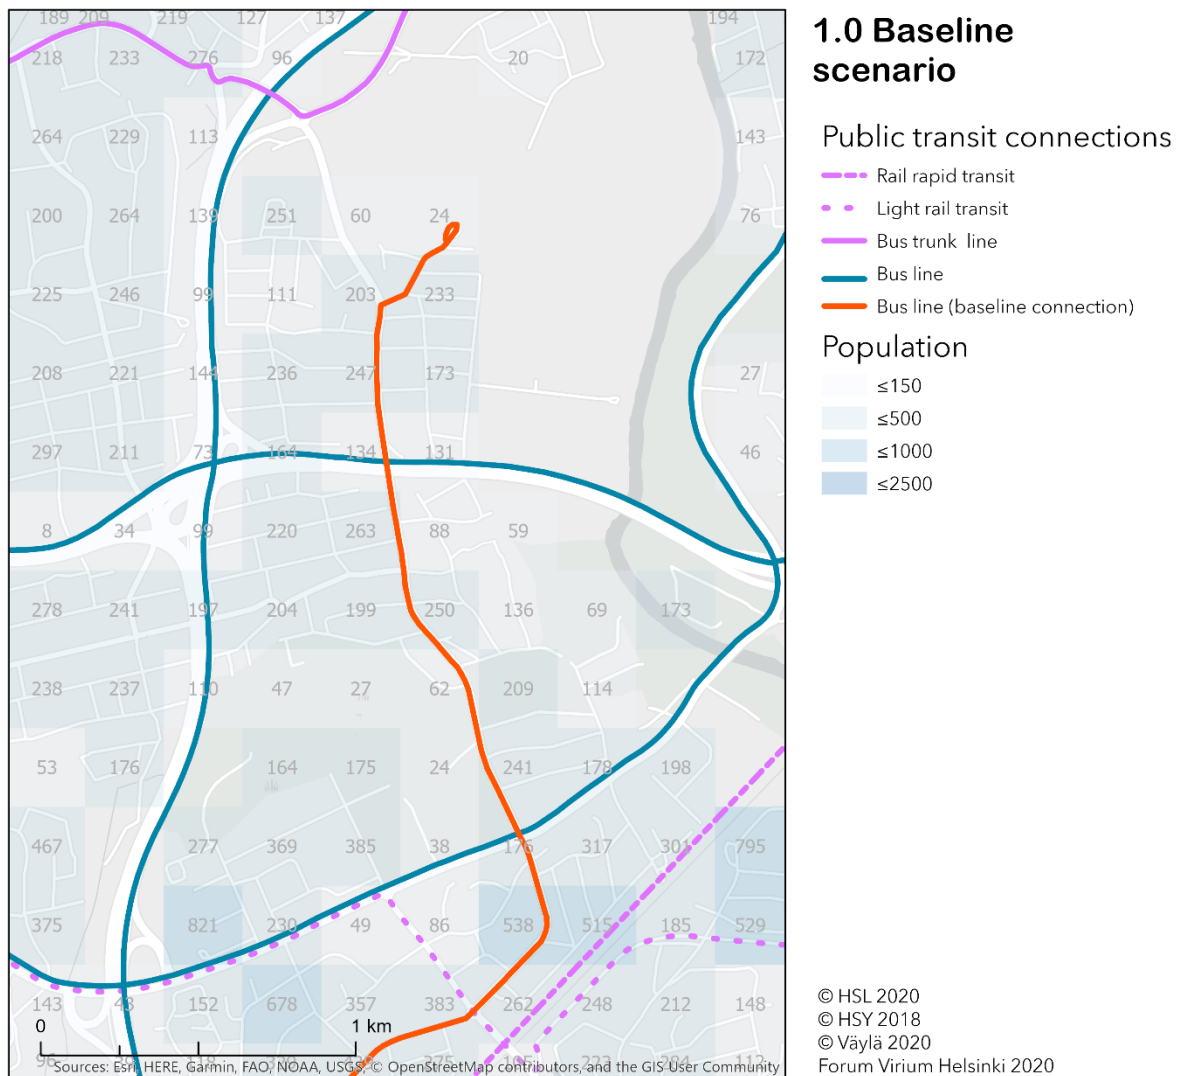 189 209 219 127 137 194
218 233 276 96 20 172
264 229 113 143
200 264 139 251 60 24 76
225 246 99 111 203 233
208 221 144 236 247 173 27
297 211 73 164 134 131 46
8 34 99 220 263 88 59
278 241 197 204 199 250 136 69 173
238 237 110 47 27 62 209 114
53 176 164 175 24 241 178 198
467 277 369 385 38 176 317 301 795
375 821 230 49 86 538 515 185 529
143 43 152 678 357 383 262 248 212 148
0 1 km
Sources: Esri, HERE, Garmin, FAO, NOAA, USGS, © OpenStreetMap contributors, and the GIS User Community
1.0 Baseline
scenario
Public transit connections
Rail rapid transit
Light rail transit
Bus trunk line
Bus line
Bus line (baseline connection)
Population
≤150
≤500
≤1000
≤2500
© HSL 2020
© HSY 2018
© Väylä 2020
Forum Virium Helsinki 2020